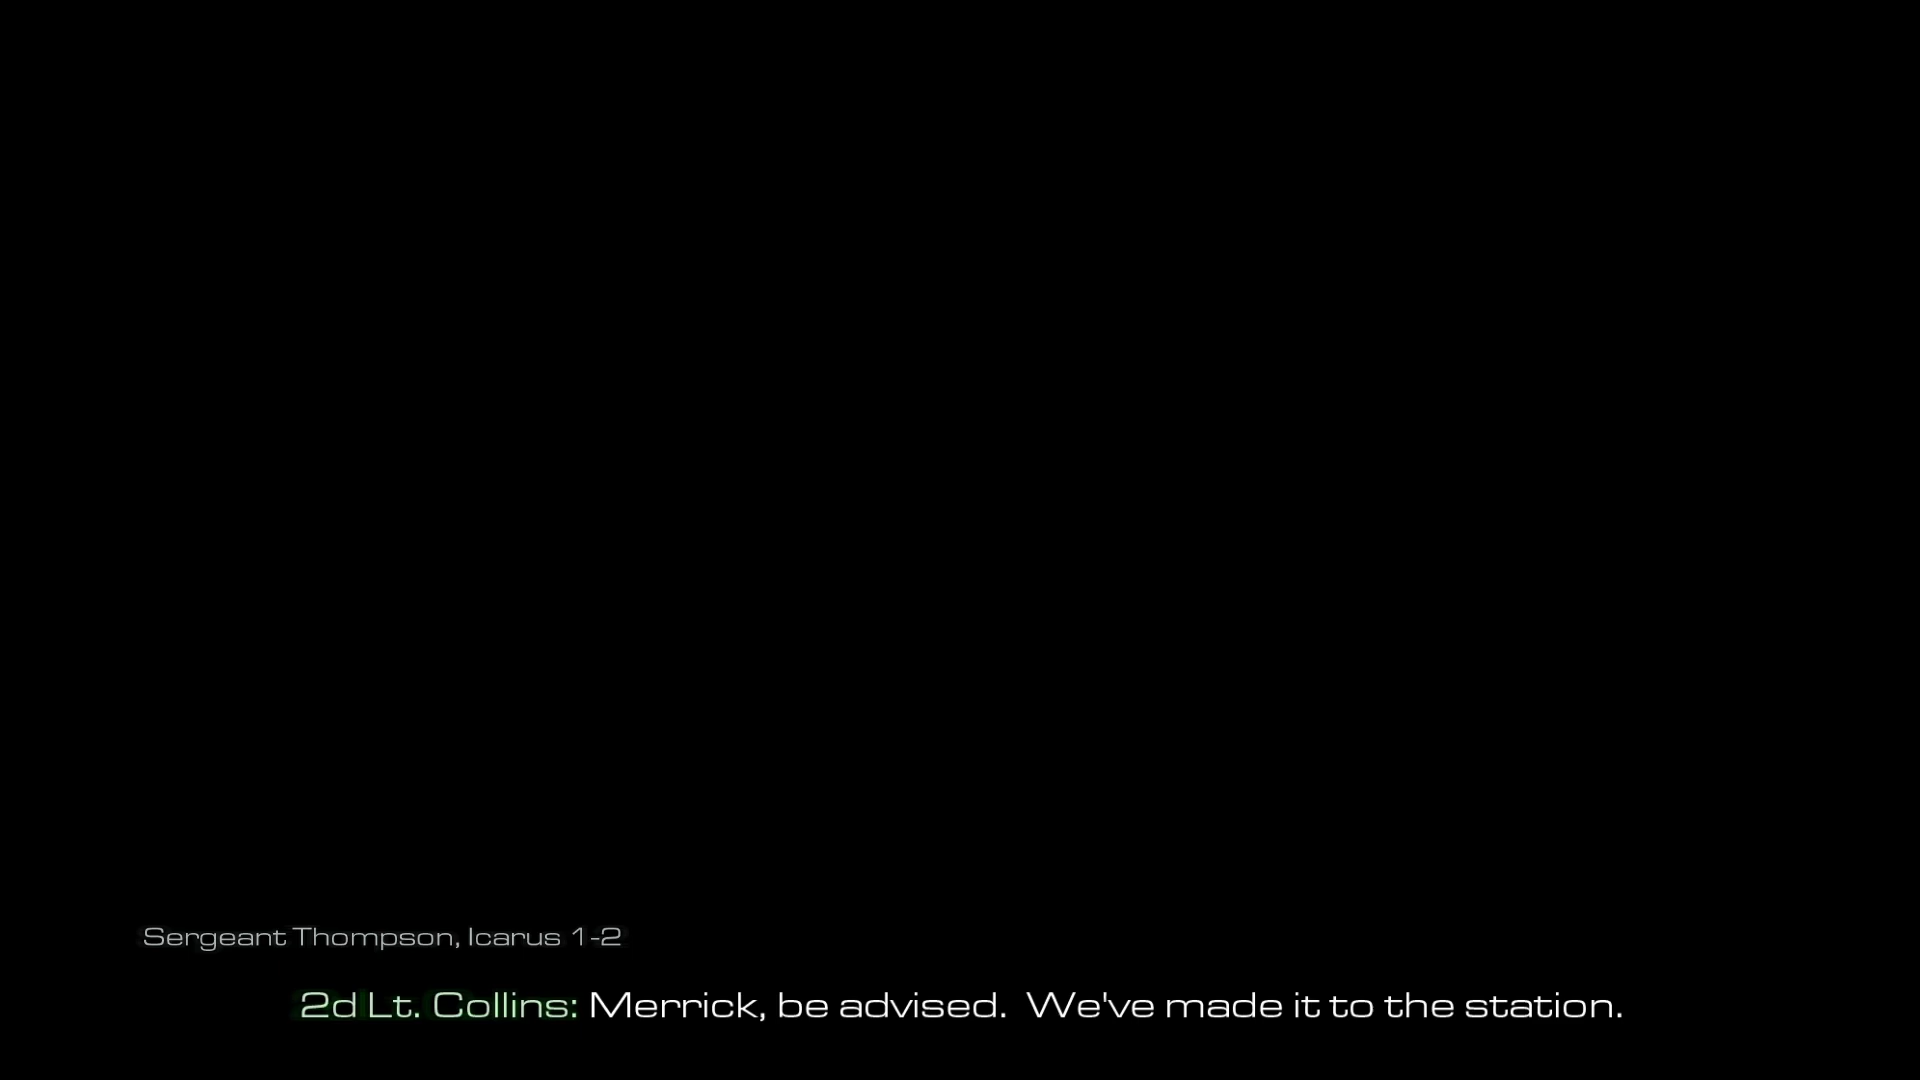 Sergeant Thompson, Icarus 1-2
2d Lt. Collins: Merrick, be advised.  We've made it to the station.